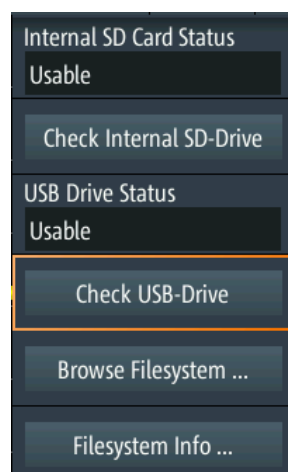 Internal SD Card Status
Usable
Check Internal SD-Drive
USB Drive Status
Usable
Check USB-Drive
Browse Filesystem ...
Filesystem Info ...